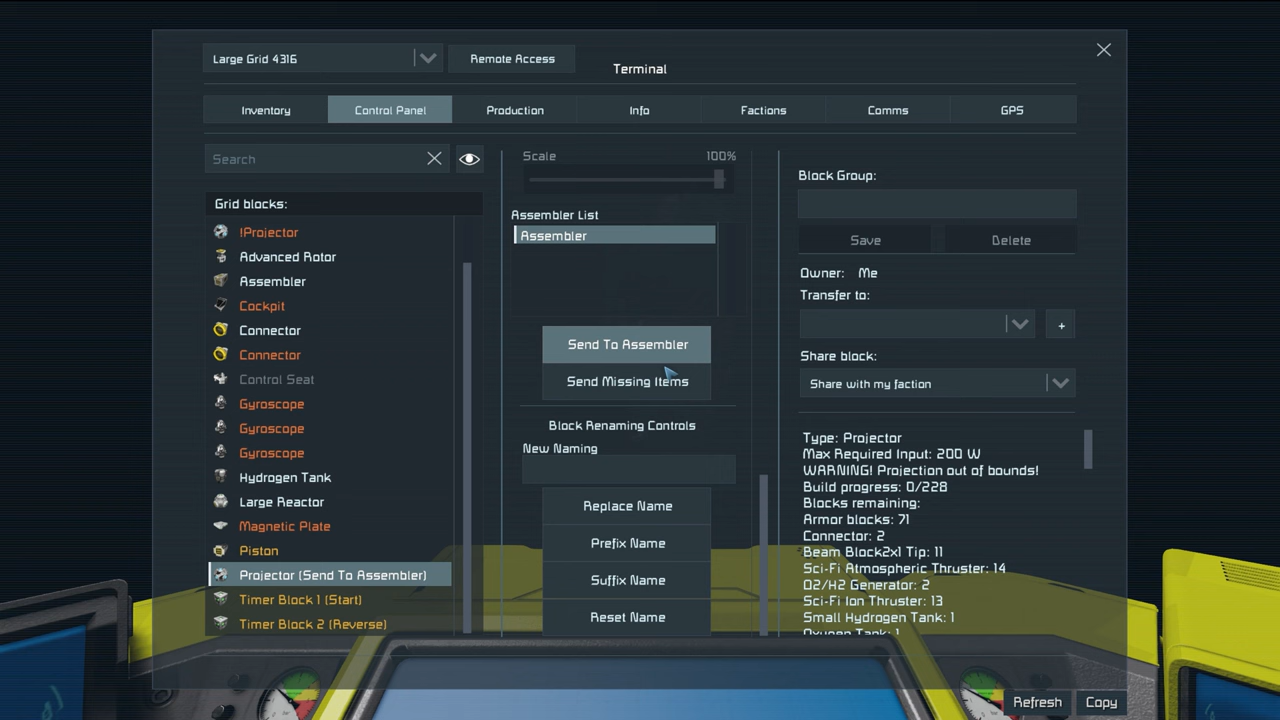 Large Grid 4316
Remote Access
Terminal
Inventory
Control Panel
Production
Info
Factions
Comms
GPS
Search
Grid blocks:
!Projector
Advanced Rotor
Assembler
Cockpit
Connector
Connector
Control Seat
Gyroscope
Gyroscope
Gyroscope
Hydrogen Tank
Large Reactor
Magnetic Plate
Piston
Projector (Send To Assembler)
Timer Block 1 (Start)
Timer Block 2 (Reverse)
Scale 100%
Assembler List
Assembler
Send To Assembler
Send Missing Items
Block Renaming Controls
New Naming
Replace Name
Prefix Name
Suffix Name
Reset Name
Block Group:
Save
Delete
Owner: Me
Transfer to:
+
Share block:
Share with my faction
Type: Projector
Max Required Input: 200 W
WARNING! Projection out of bounds!
Build progress: 0/228
Blocks remaining:
Armor blocks: 71
Connector: 2
Beam Block2x1 Tip: 11
Sci-Fi Atmospheric Thruster: 14
O2/H2 Generator: 2
Sci-Fi Ion Thruster: 13
Small Hydrogen Tank: 1
Oxygen Tank: 1
Refresh
Copy